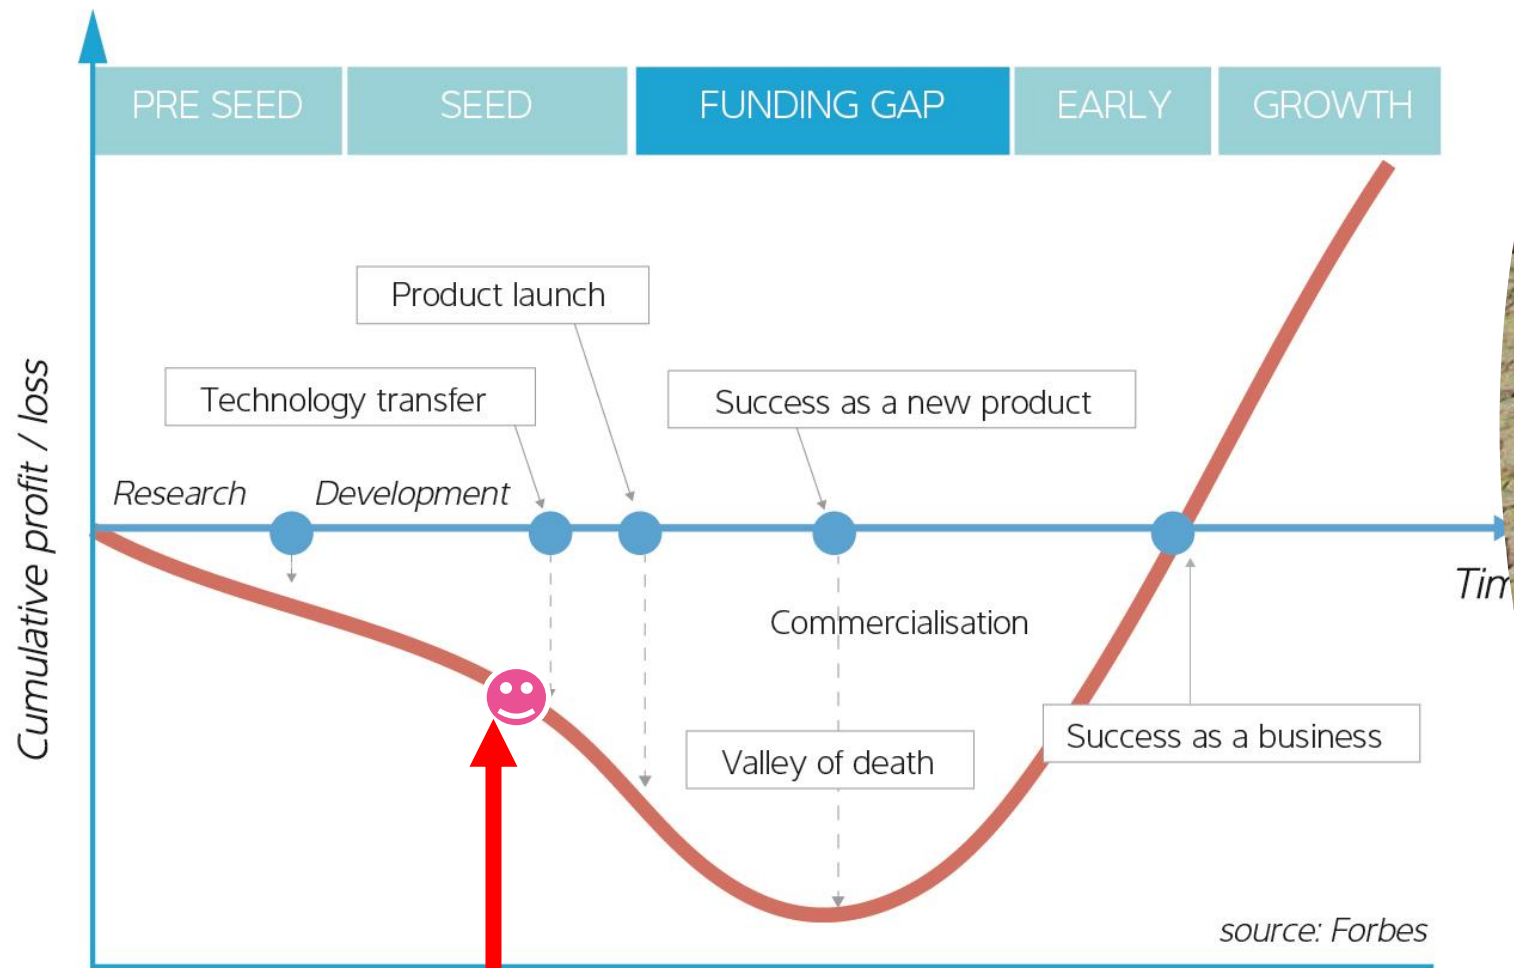 PRE SEED
SEED
FUNDING GAP
EARLY
GROWTH
Product launch
Technology transfer
Success as a new product
Cumulative profit / loss
Research
Development
Tim
Commercialisation
Success as a business
Valley of death
source: Forbes